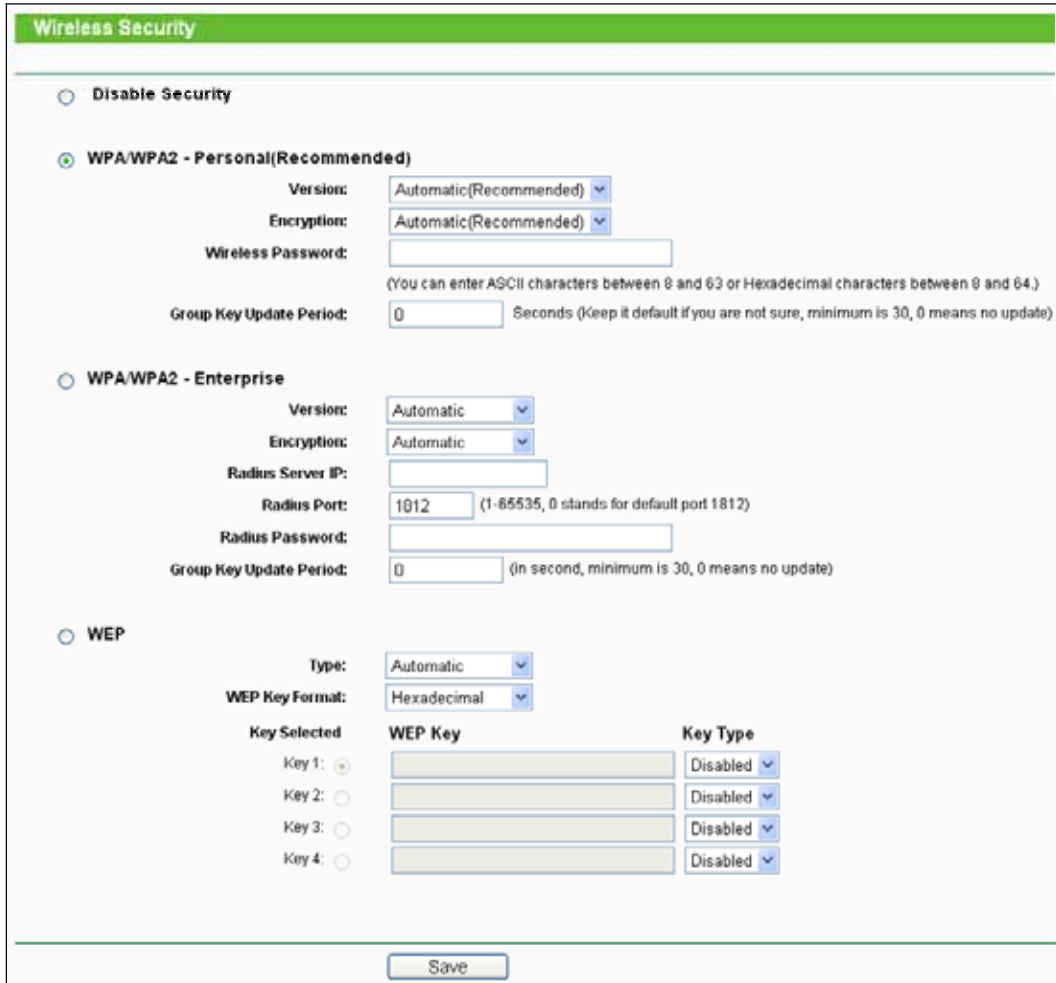 Wireless Security
Disable Security
WPA/WPA2 - Personal(Recommended)
Version: Automatic(Recommended)
Encryption: Automatic(Recommended)
Wireless Password:
(You can enter ASCII characters between 8 and 63 or Hexadecimal characters between 8 and 64.)
Group Key Update Period: 0 Seconds (Keep it default if you are not sure, minimum is 30, 0 means no update)
WPA/WPA2 - Enterprise
Version: Automatic
Encryption: Automatic
Radius Server IP:
Radius Port: 1812 (1-65535, 0 stands for default port 1812)
Radius Password:
Group Key Update Period: 0 (in second, minimum is 30, 0 means no update)
WEP
Type: Automatic
WEP Key Format: Hexadecimal
Key Selected WEP Key Key Type
Key 1: Disabled
Key 2: Disabled
Key 3: Disabled
Key 4: Disabled
Save